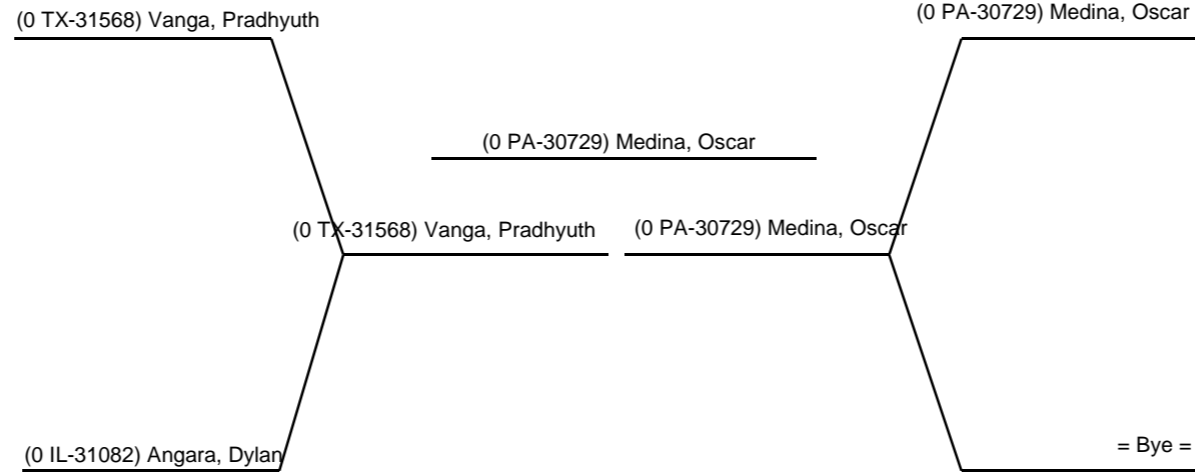 (0 TX-31568) Vanga, Pradhyuth
(0 PA-30729) Medina, Oscar
(0 PA-30729) Medina, Oscar
(0 TX-31568) Vanga, Pradhyuth
(0 PA-30729) Medina, Oscar
(0 IL-31082) Angara, Dylan
= Bye =